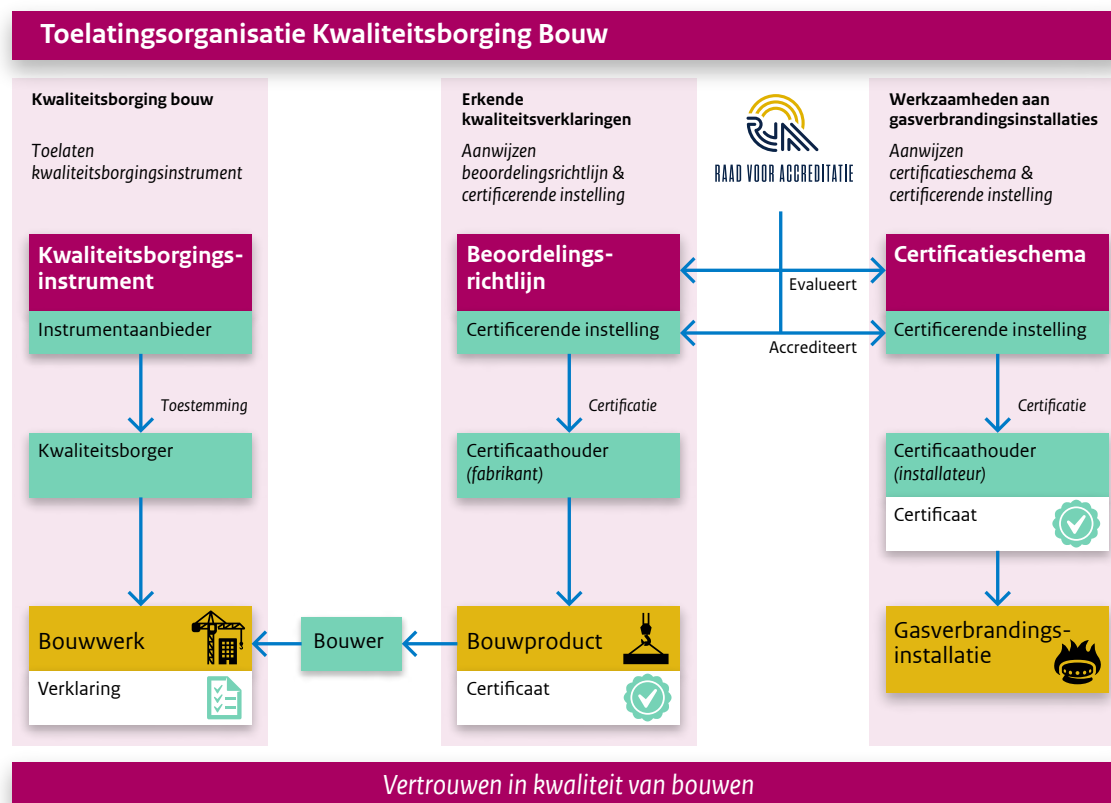 Toelatingsorganisatie Kwaliteitsborging Bouw
Kwaliteitsborging bouw
Toelaten
kwaliteitsborgingsinstrument
Kwaliteitsborgings-
instrument
Instrumentaanbieder
Toestemming
Kwaliteitsborger
Bouwwerk
Verklaring
Bouwer
Erkende
kwaliteitsverklaringen
Aanwijzen
beoordelingsrichtlijn &
certificerende instelling
Beoordelings-
richtlijn
Certificerende instelling
Certificatie
Certificaathouder
(fabrikant)
Bouwproduct
Certificaat
RvA
RAAD VOOR ACCREDITATIE
Evalueert
Accrediteert
Werkzaamheden aan
gasverbrandingsinstallaties
Aanwijzen
certificatieschema &
certificerende instelling
Certificatieschema
Certificerende instelling
Certificatie
Certificaathouder
(installateur)
Certificaat
Gasverbrandings-
installatie
Vertrouwen in kwaliteit van bouwen